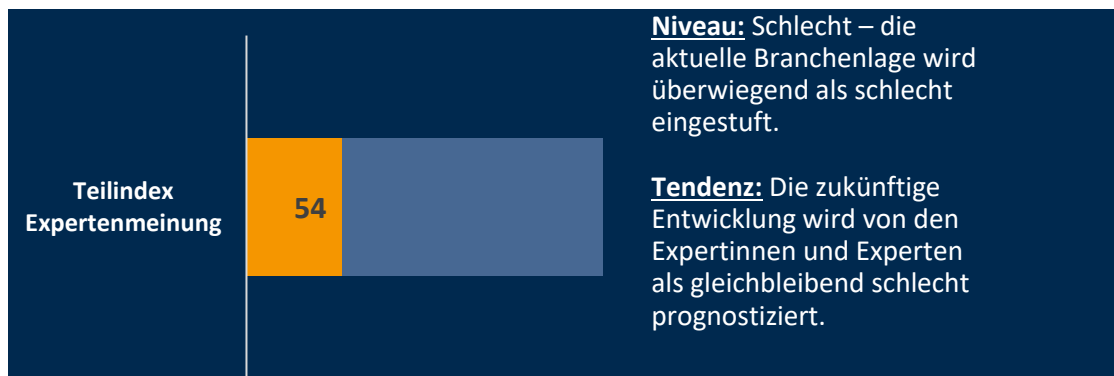 Teilindex
Expertenmeinung
54
Niveau: Schlecht – die
aktuelle Branchenlage wird
überwiegend als schlecht
eingestuft.
Tendenz: Die zukünftige
Entwicklung wird von den
Expertinnen und Experten
als gleichbleibend schlecht
prognostiziert.